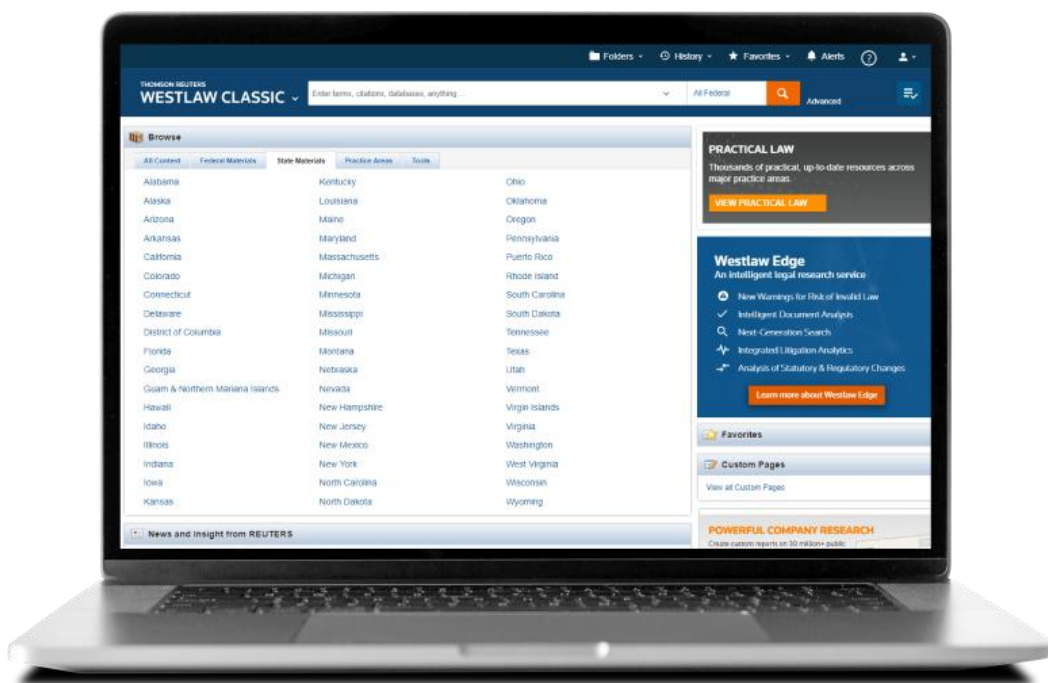 Folders History Favorites Alerts ?
THOMSON REUTERS
WESTLAW CLASSIC
Enter terms, citations, databases, anything ... All Federal Advanced
Browse
All Content Federal Materials State Materials Practice Areas Tools
Alabama Kentucky Ohio
Alaska Louisiana Oklahoma
Arizona Maine Oregon
Arkansas Maryland Pennsylvania
California Massachusetts Puerto Rico
Colorado Michigan Rhode Island
Connecticut Minnesota South Carolina
Delaware Mississippi South Dakota
District of Columbia Missouri Tennessee
Florida Montana Texas
Georgia Nebraska Utah
Guam & Northern Mariana Islands Nevada Vermont
Hawaii New Hampshire Virgin Islands
Idaho New Jersey Virginia
Illinois New Mexico Washington
Indiana New York West Virginia
Iowa North Carolina Wisconsin
Kansas North Dakota Wyoming
News and Insight from REUTERS
PRACTICAL LAW
Thousands of practical, up-to-date resources across
major practice areas.
VIEW PRACTICAL LAW
Westlaw Edge
An intelligent legal research service
New Warnings for Risk of Invalid Law
Intelligent Document Analysis
Next-Generation Search
Integrated Litigation Analytics
Analysis of Statutory & Regulatory Changes
Learn more about Westlaw Edge
Favorites
Custom Pages
View all Custom Pages
POWERFUL COMPANY RESEARCH
Create custom reports on 30 million+ public